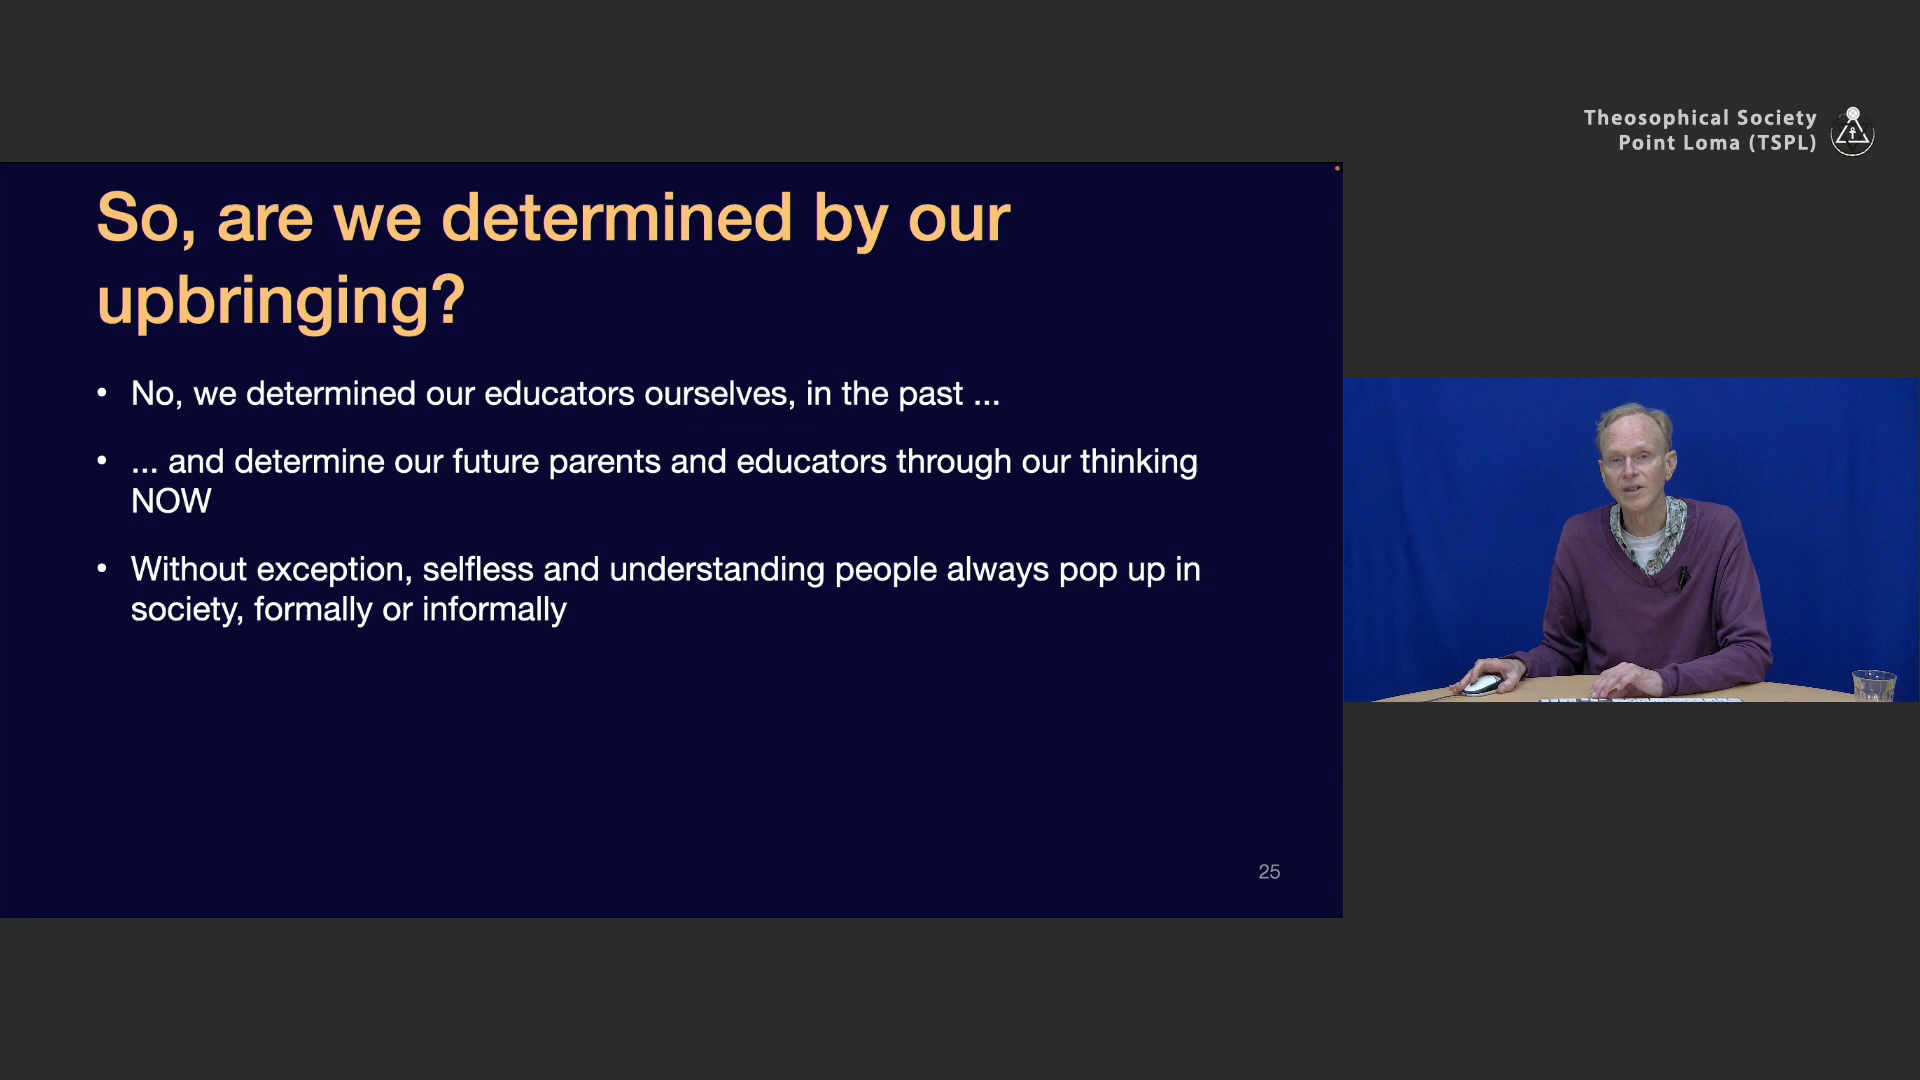 Theosophical Society
Point Loma (TSPL)
So, are we determined by our
upbringing?
• No, we determined our educators ourselves, in the past ...
• ... and determine our future parents and educators through our thinking
NOW
• Without exception, selfless and understanding people always pop up in
society, formally or informally
25